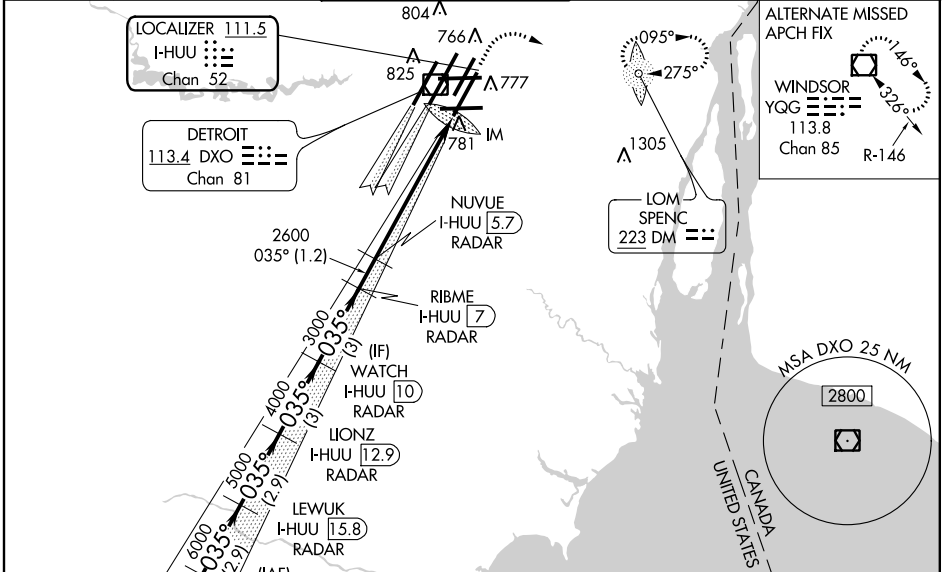 804
LOCALIZER 111.5
I-HUU
Chan 52
766
825
777
DETROIT
113.4 DXO
Chan 81
781
IM
095°
275°
1305
ALTERNATE MISSED
APCH FIX
146°
326°
WINDSOR
YQG
113.8
Chan 85
R-146
LOM
SPENC
223 DM
NUVUE
I-HUU 5.7
RADAR
2600
035° (1.2)
RIBME
I-HUU 7
RADAR
3000
035°
(3)
(IF)
WATCH
I-HUU 10
RADAR
4000
035°
(3)
LIONZ
I-HUU 12.9
RADAR
5000
035°
(2.9)
LEWUK
I-HUU 15.8
RADAR
6000
035°
(2.9)
(IAF)
MSA DXO 25 NM
2800
CANADA
UNITED STATES